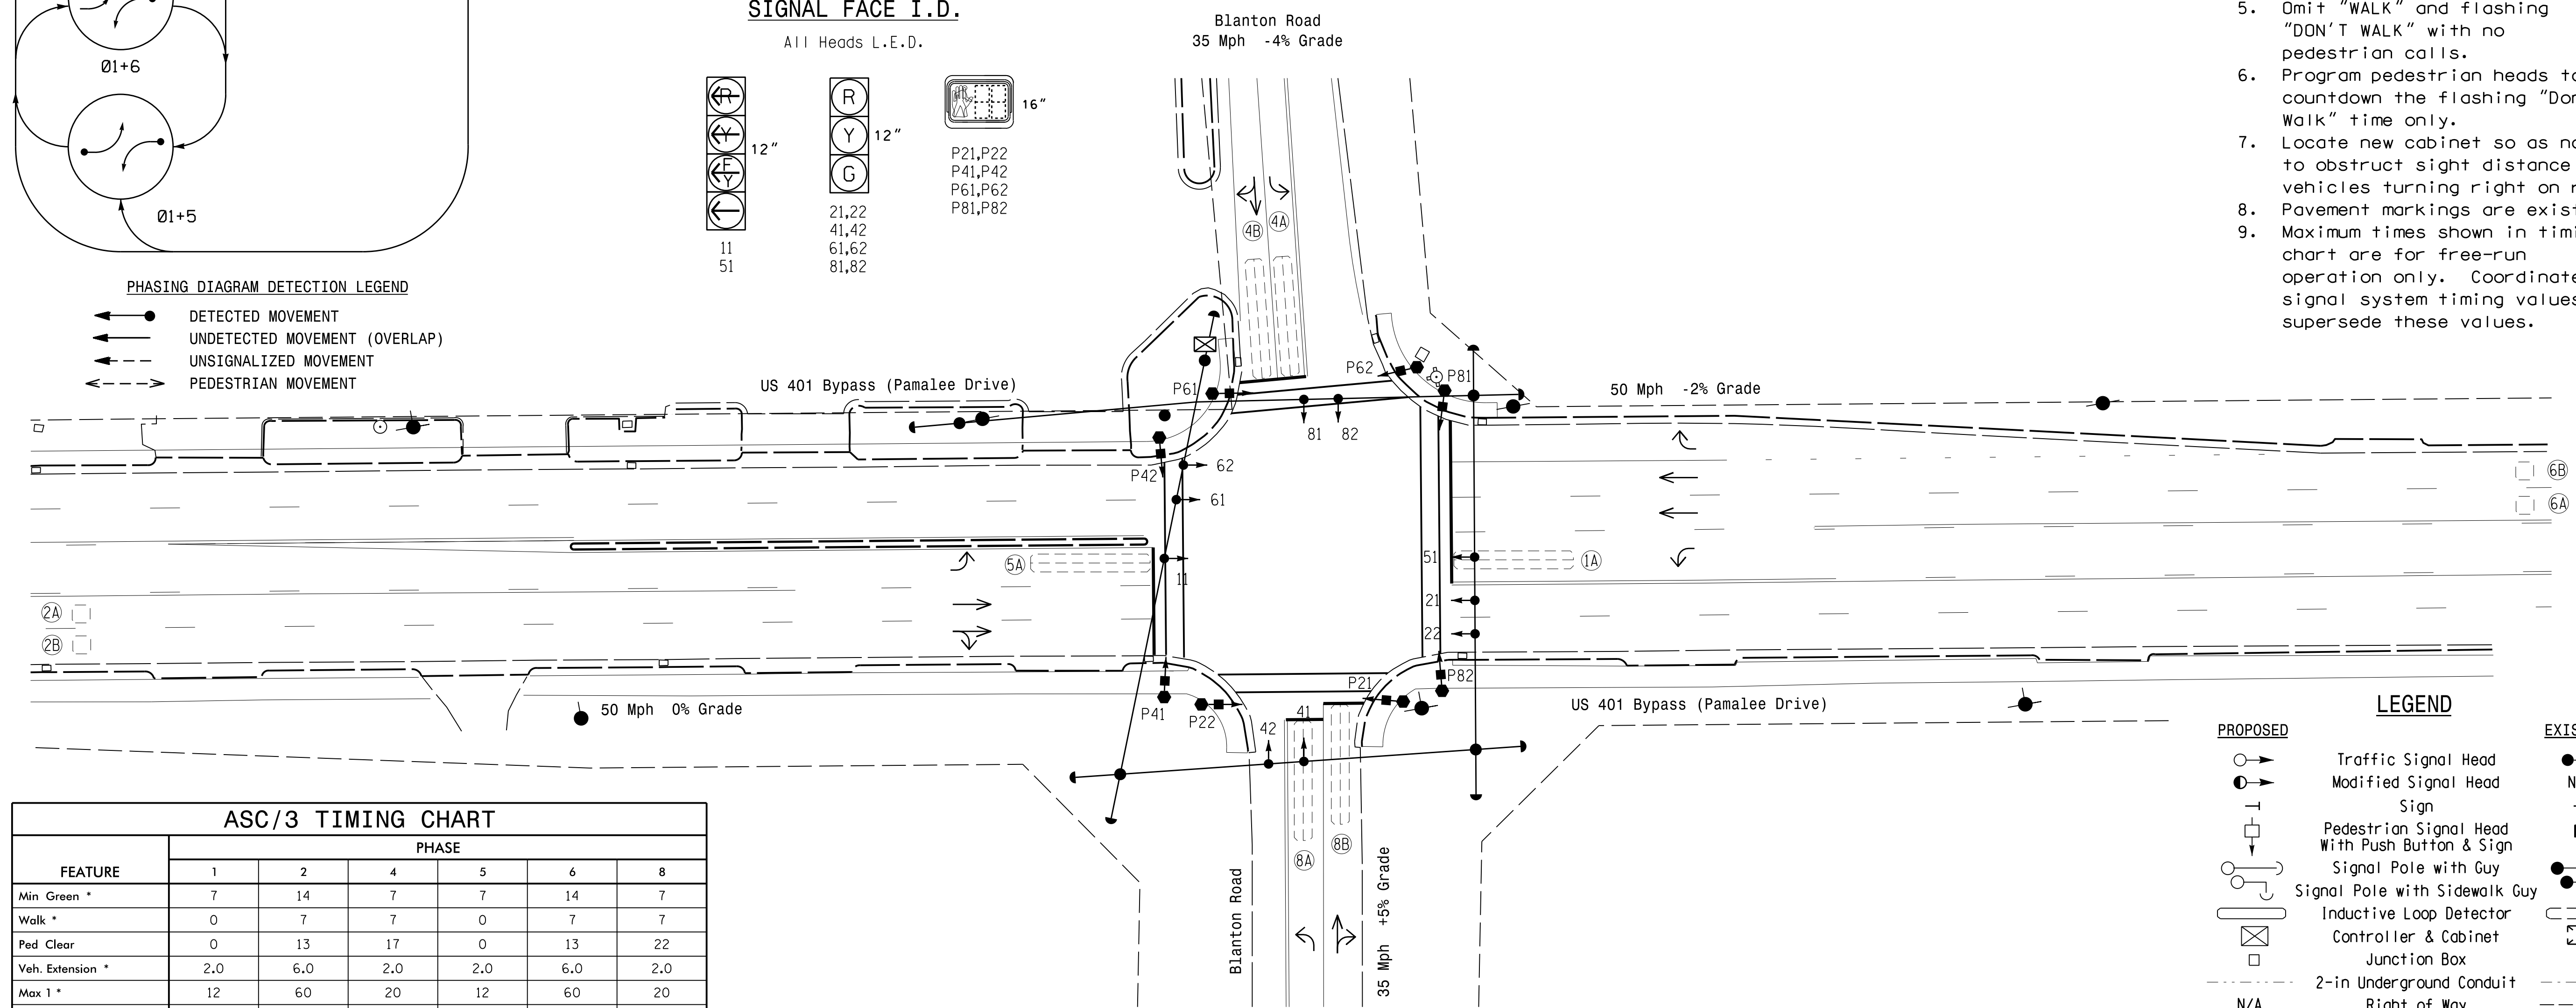 Ø1+6
Ø1+5
PHASING DIAGRAM DETECTION LEGEND
DETECTED MOVEMENT
UNDETECTED MOVEMENT (OVERLAP)
UNSIGNALIZED MOVEMENT
PEDESTRIAN MOVEMENT
SIGNAL FACE I.D.
All Heads L.E.D.
R
Y
F
Y
12"
11
51
R
Y
G
12"
21,22
41,42
61,62
81,82
16"
P21,P22
P41,P42
P61,P62
P81,P82
Blanton Road
35 Mph -4% Grade
5. Omit "WALK" and flashing
"DON'T WALK" with no
pedestrian calls.
6. Program pedestrian heads to
countdown the flashing
Walk" time only.
7. Locate new cabinet so as
to obstruct sight distance
vehicles turning right on
8. Pavement markings are
9. Maximum times shown in
chart are for free-run
operation only.
signal system timing values
supersede these values.
4B
4A
US 401 Bypass (Pamalee Drive)
P61
P62
P81
50 Mph -2% Grade
81
82
P42
62
61
6B
6A
5A
11
51
1A
2A
2B
21
22
P41
P22
P21
P82
50 Mph 0% Grade
US 401 Bypass (Pamalee Drive)
42
41
8A
8B
Blanton Road
35 Mph +5% Grade
ASC/3 TIMING CHART
FEATURE
PHASE
1 2 4 5 6 8
Min Green * 7 14 7 7 14 7
Walk * 0 7 7 0 7 7
Ped Clear 0 13 17 0 13 22
Veh. Extension * 2.0 6.0 2.0 2.0 6.0 2.0
Max 1 * 12 60 20 12 60 20
LEGEND
PROPOSED
Traffic Signal Head
Modified Signal Head
Sign
Pedestrian Signal Head
With Push Button & Sign
Signal Pole with Guy
Signal Pole with Sidewalk Guy
Inductive Loop Detector
Controller & Cabinet
Junction Box
2-in Underground Conduit
N/A Right of Way